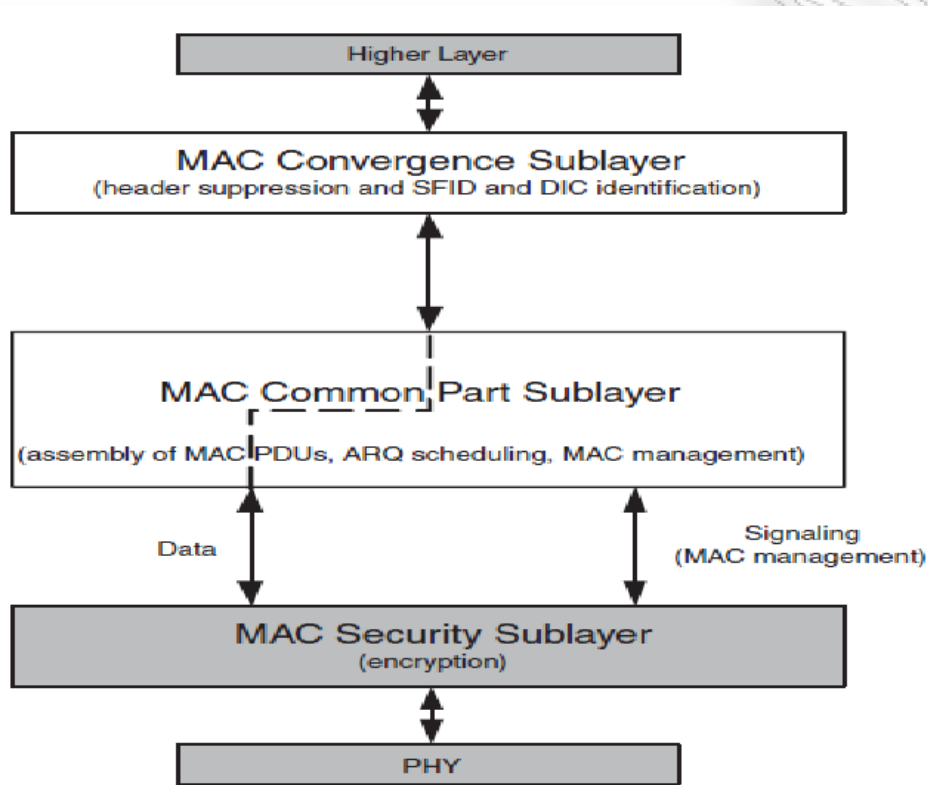 Higher Layer
MAC Convergence Sublayer
(header suppression and SFID and DIC identification)
MAC Common Part Sublayer
(assembly of MAC PDUs, ARQ scheduling, MAC management)
Data
Signaling
(MAC management)
MAC Security Sublayer
(encryption)
PHY